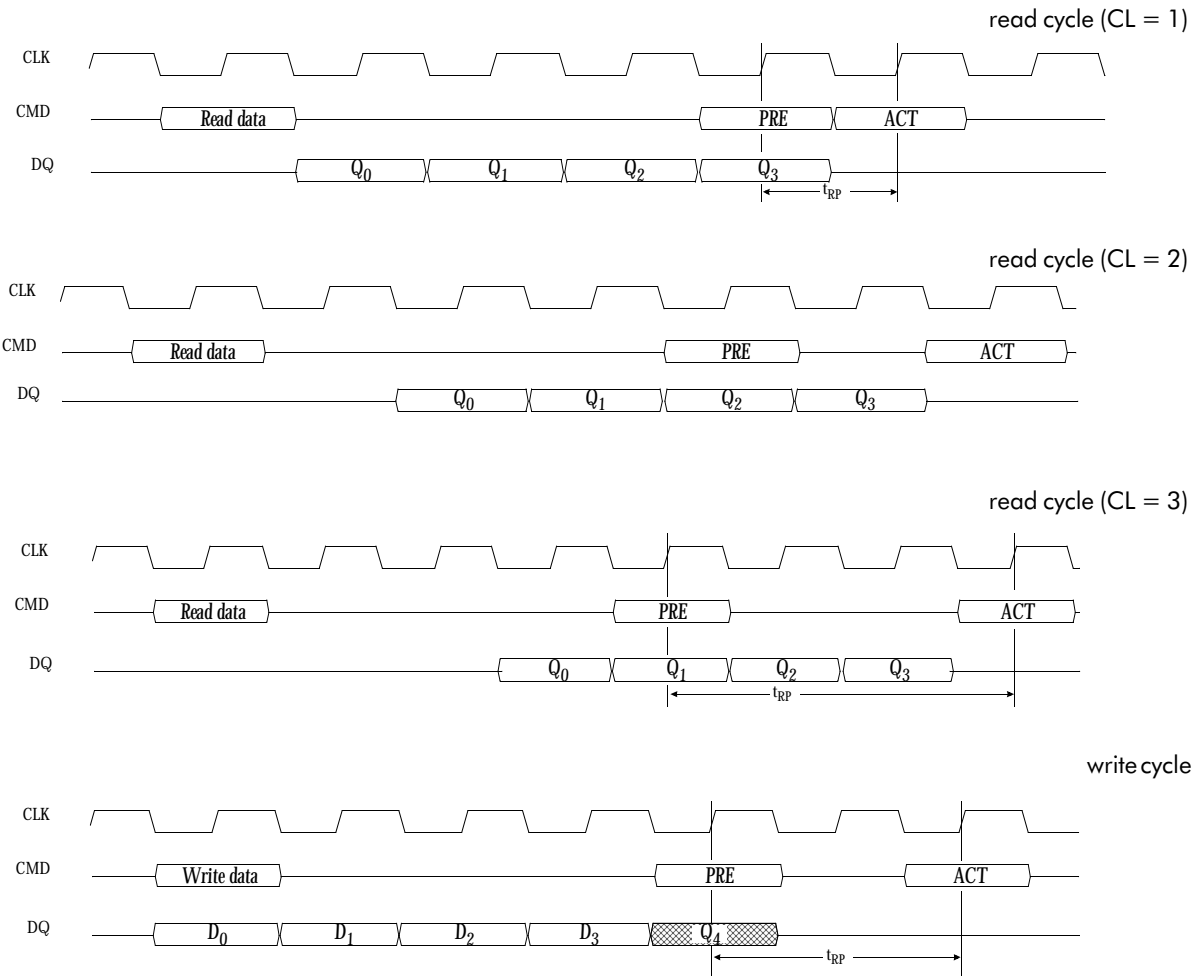 read cycle (CL = 1)
CLK
CMD Read data PRE ACT
DQ Q0 Q1 Q2 Q3
tRP
read cycle (CL = 2)
CLK
CMD Read data PRE ACT
DQ Q0 Q1 Q2 Q3
read cycle (CL = 3)
CLK
CMD Read data PRE ACT
DQ Q0 Q1 Q2 Q3
tRP
write cycle
CLK
CMD Write data PRE ACT
DQ D0 D1 D2 D3 Q4
tRP